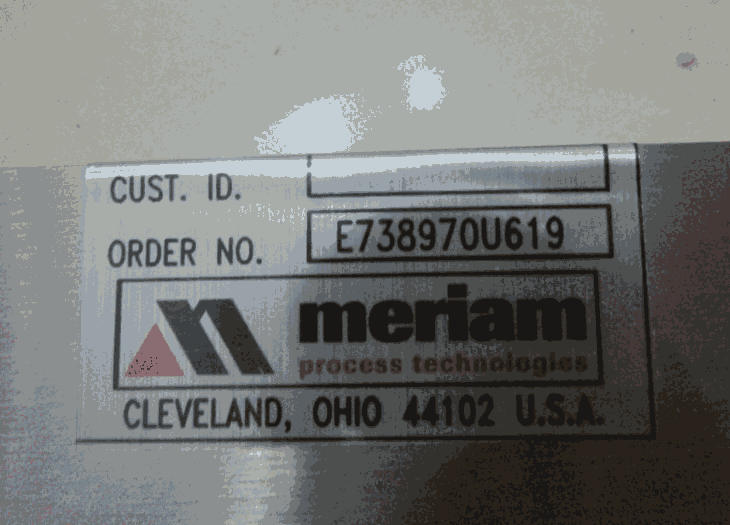 CUST. ID.
ORDER NO. E738970U619
meriam
process technologies
CLEVELAND, OHIO 44102 U.S.A.